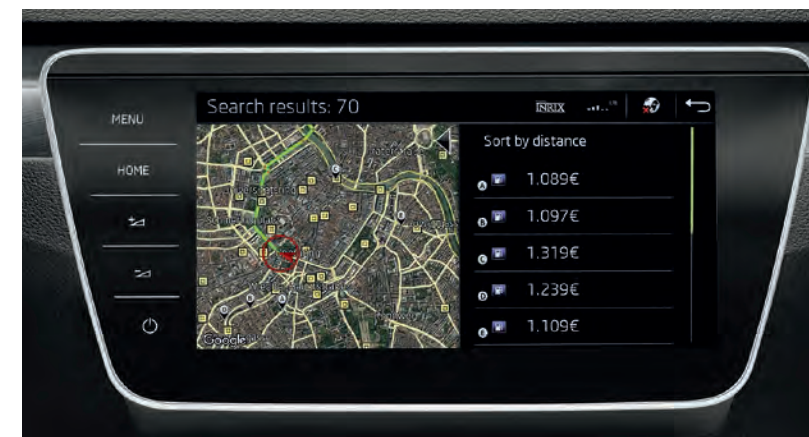 MENU
HOME
Search results: 70
INRIX
Sort by distance
A 1.089€
B 1.097€
C 1.319€
D 1.239€
E 1.109€
Google